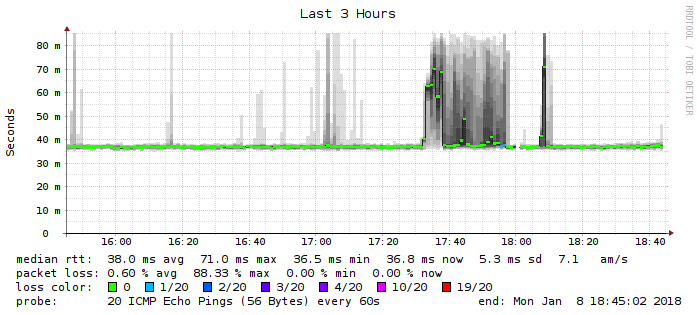 Last 3 Hours
RRDTOOL / TOBI OETIKER
Seconds
80 m
70 m
60 m
50 m
40 m
30 m
20 m
10 m
0
16:00 16:20 16:40 17:00 17:20 17:40 18:00 18:20 18:40
median rtt: 38.0 ms avg 71.0 ms max 36.5 ms min 36.8 ms now 5.3 ms sd 7.1 am/s
packet loss: 0.60 % avg 88.33 % max 0.00 % min 0.00 % now
loss color: 0 1/20 2/20 3/20 4/20 10/20 19/20
probe: 20 ICMP Echo Pings (56 Bytes) every 60s end: Mon Jan 8 18:45:02 2018